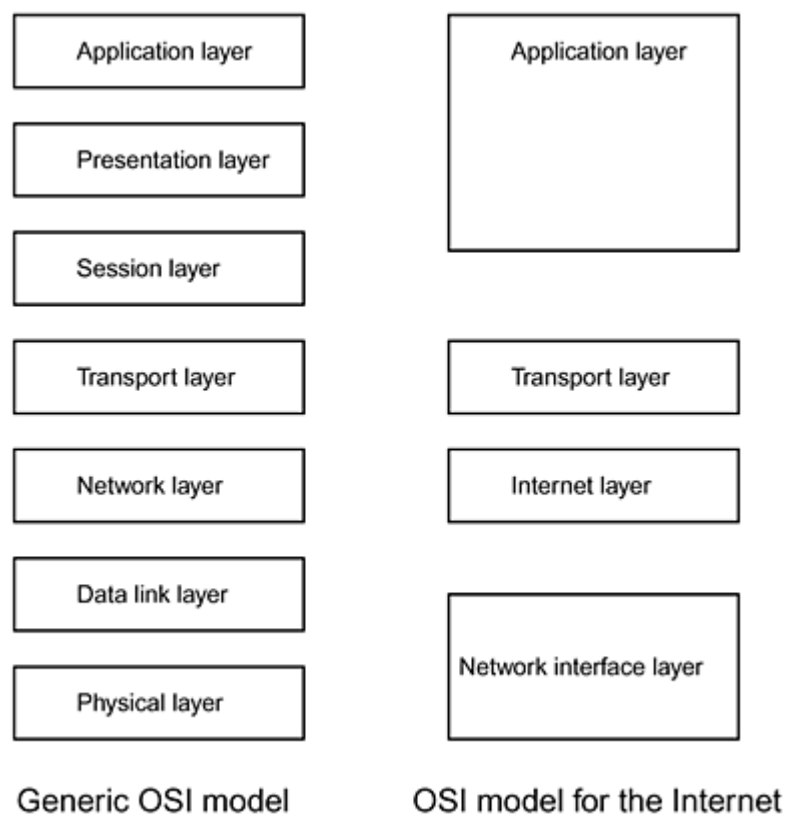 Application layer
Presentation layer
Session layer
Transport layer
Network layer
Data link layer
Physical layer
Generic OSI model
Application layer
Transport layer
Internet layer
Network interface layer
OSI model for the Internet